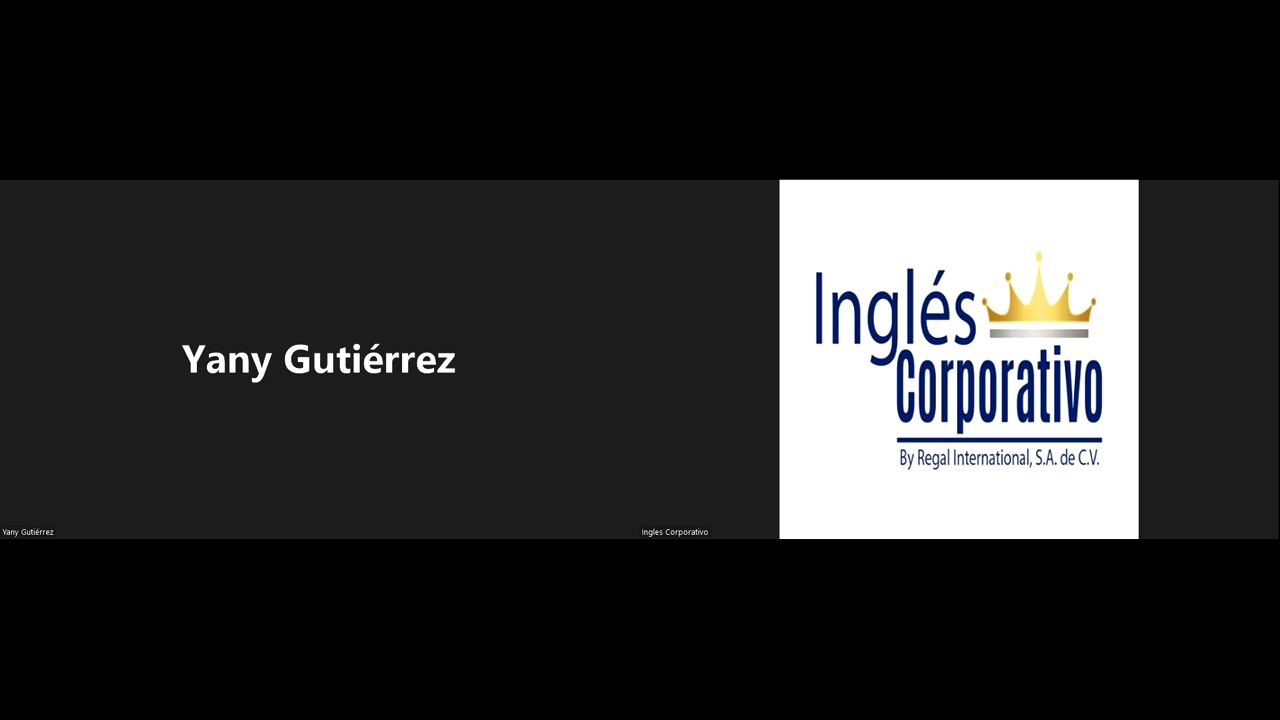 Yany Gutiérrez
Yany Gutiérrez
Inglés
Corporativo
By Regal International, S.A. de C.V.
Ingles Corporativo